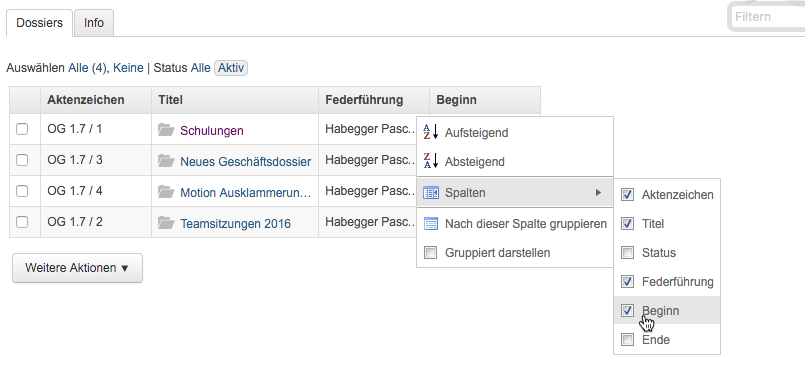 Dossiers Info
Filtern
Auswählen Alle (4), Keine | Status Alle Aktiv
Aktenzeichen Titel Federführung Beginn
OG 1.7 / 1 Schulungen Habegger Pasc...
OG 1.7 / 3 Neues Geschäftsdossier Habegger Pasc...
OG 1.7 / 4 Motion Ausklammerun... Habegger Pasc...
OG 1.7 / 2 Teamsitzungen 2016 Habegger Pasc...
Weitere Aktionen ▼
Aufsteigend
Absteigend
Spalten
Nach dieser Spalte gruppieren
Gruppiert darstellen
Aktenzeichen
Titel
Status
Federführung
Beginn
Ende